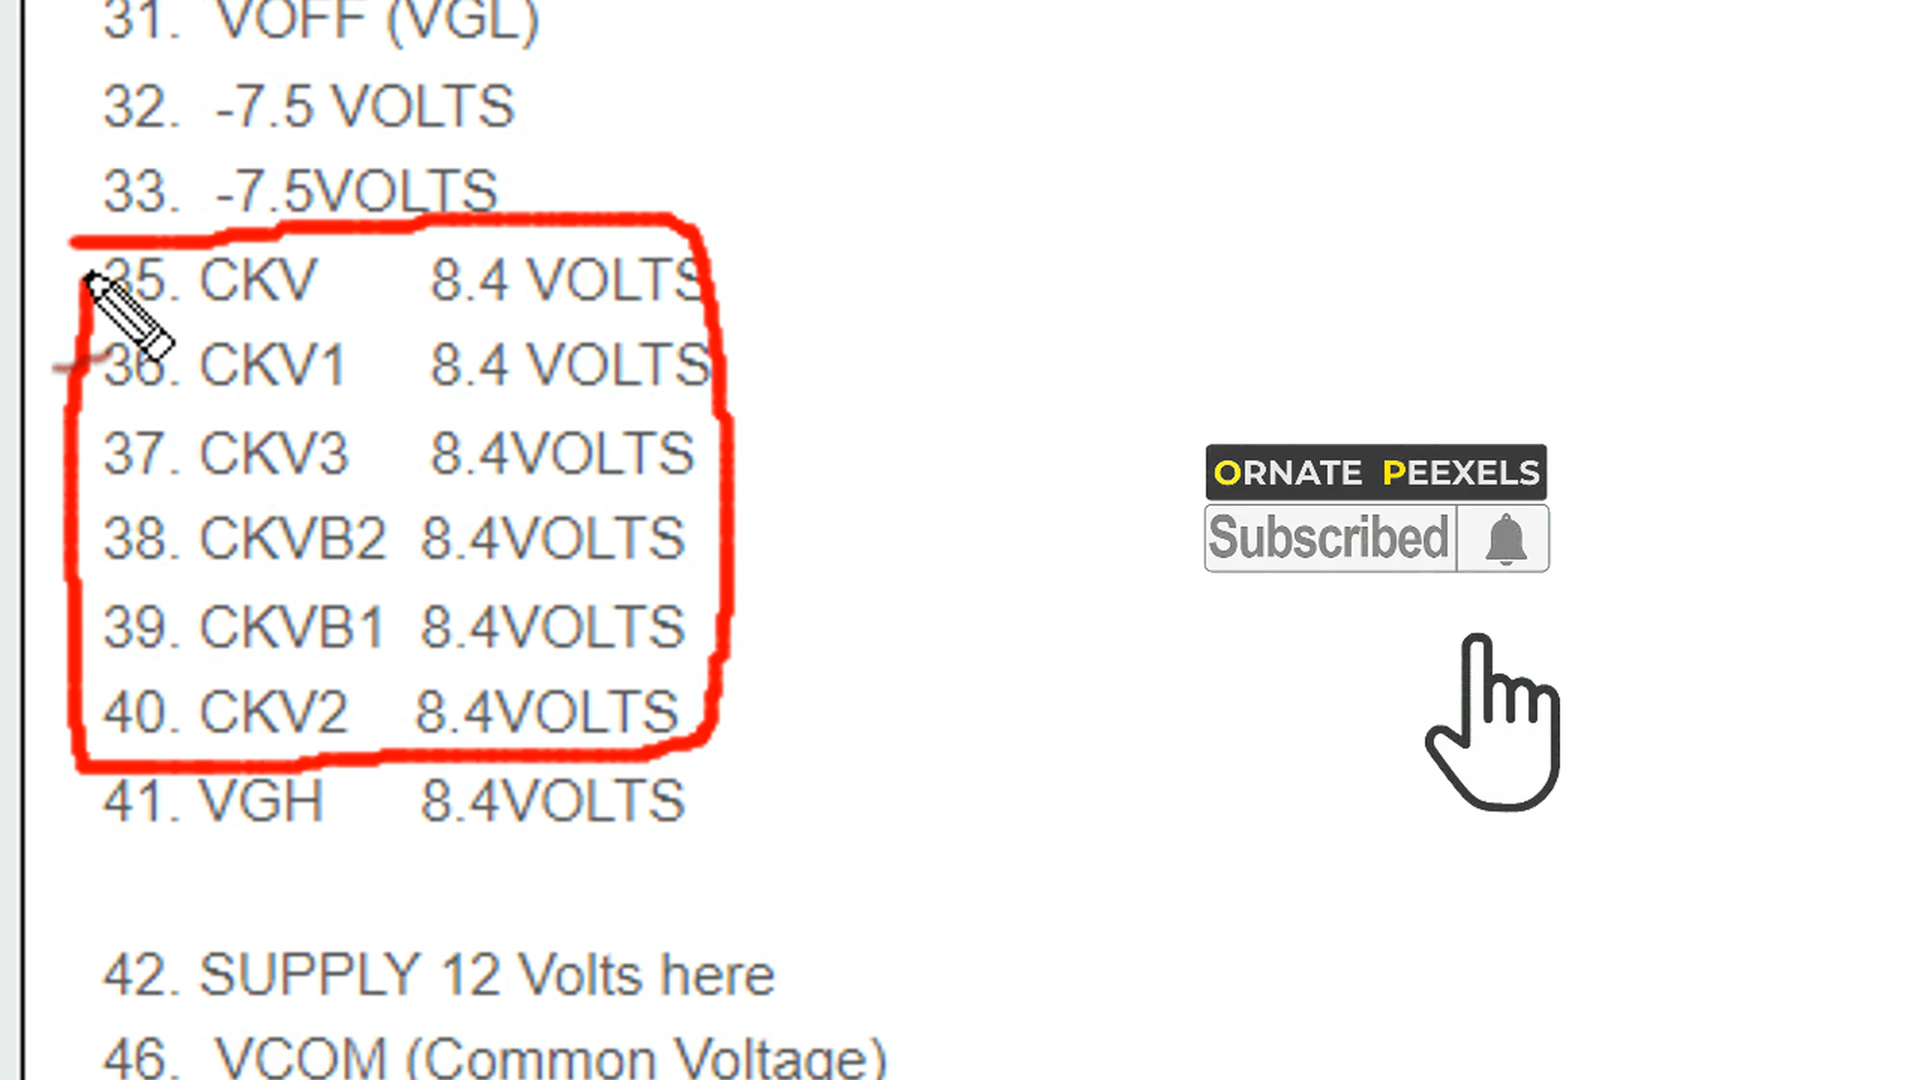 31. VOFF (VGL)
32. -7.5 VOLTS
33. -7.5VOLTS
35. CKV 8.4 VOLTS
36. CKV1 8.4 VOLTS
37. CKV3 8.4VOLTS
38. CKVB2 8.4VOLTS
39. CKVB1 8.4VOLTS
40. CKV2 8.4VOLTS
41. VGH 8.4VOLTS
42. SUPPLY 12 Volts here
46. VCOM (Common Voltage)
ORNATE PEEXELS
Subscribed